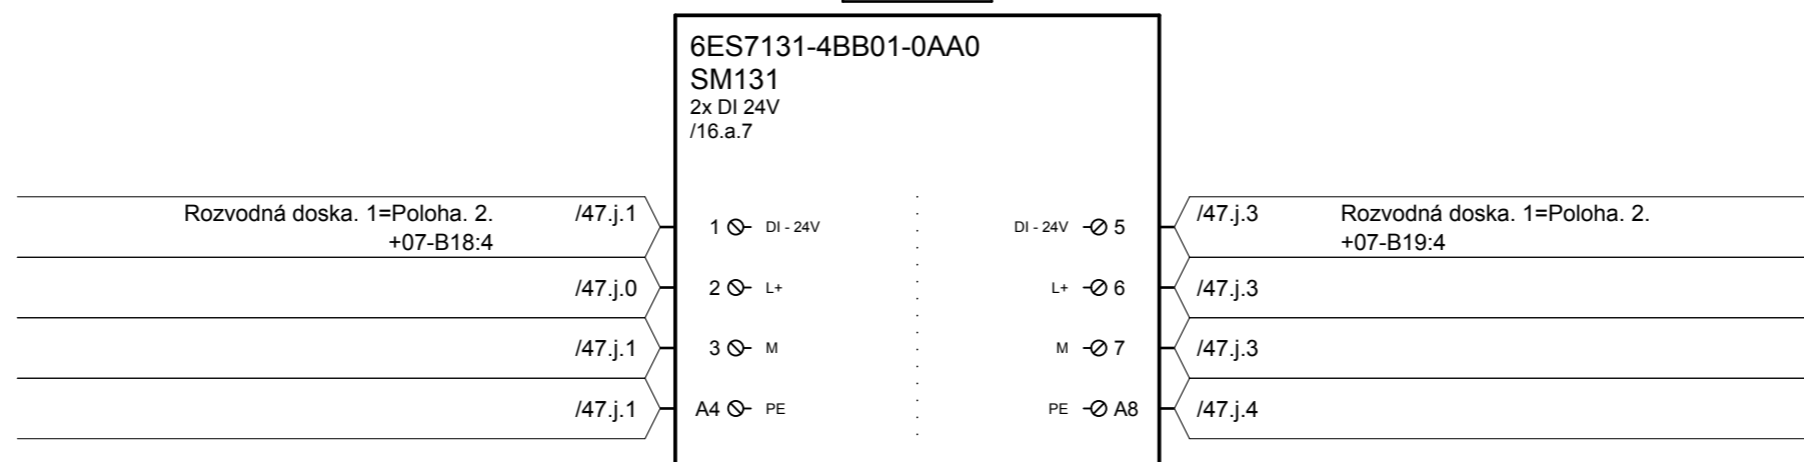 6ES7131-4BB01-0AA0
SM131
2x DI 24V
/16.a.7
Rozvodná doska. 1=Poloha. 2. /47.j.1 1 DI - 24V DI - 24V 5 /47.j.3 Rozvodná doska. 1=Poloha. 2.
+07-B18:4 +07-B19:4
/47.j.0 2 L+ L+ 6 /47.j.3
/47.j.1 3 M M 7 /47.j.3
/47.j.1 A4 PE PE A8 /47.j.4